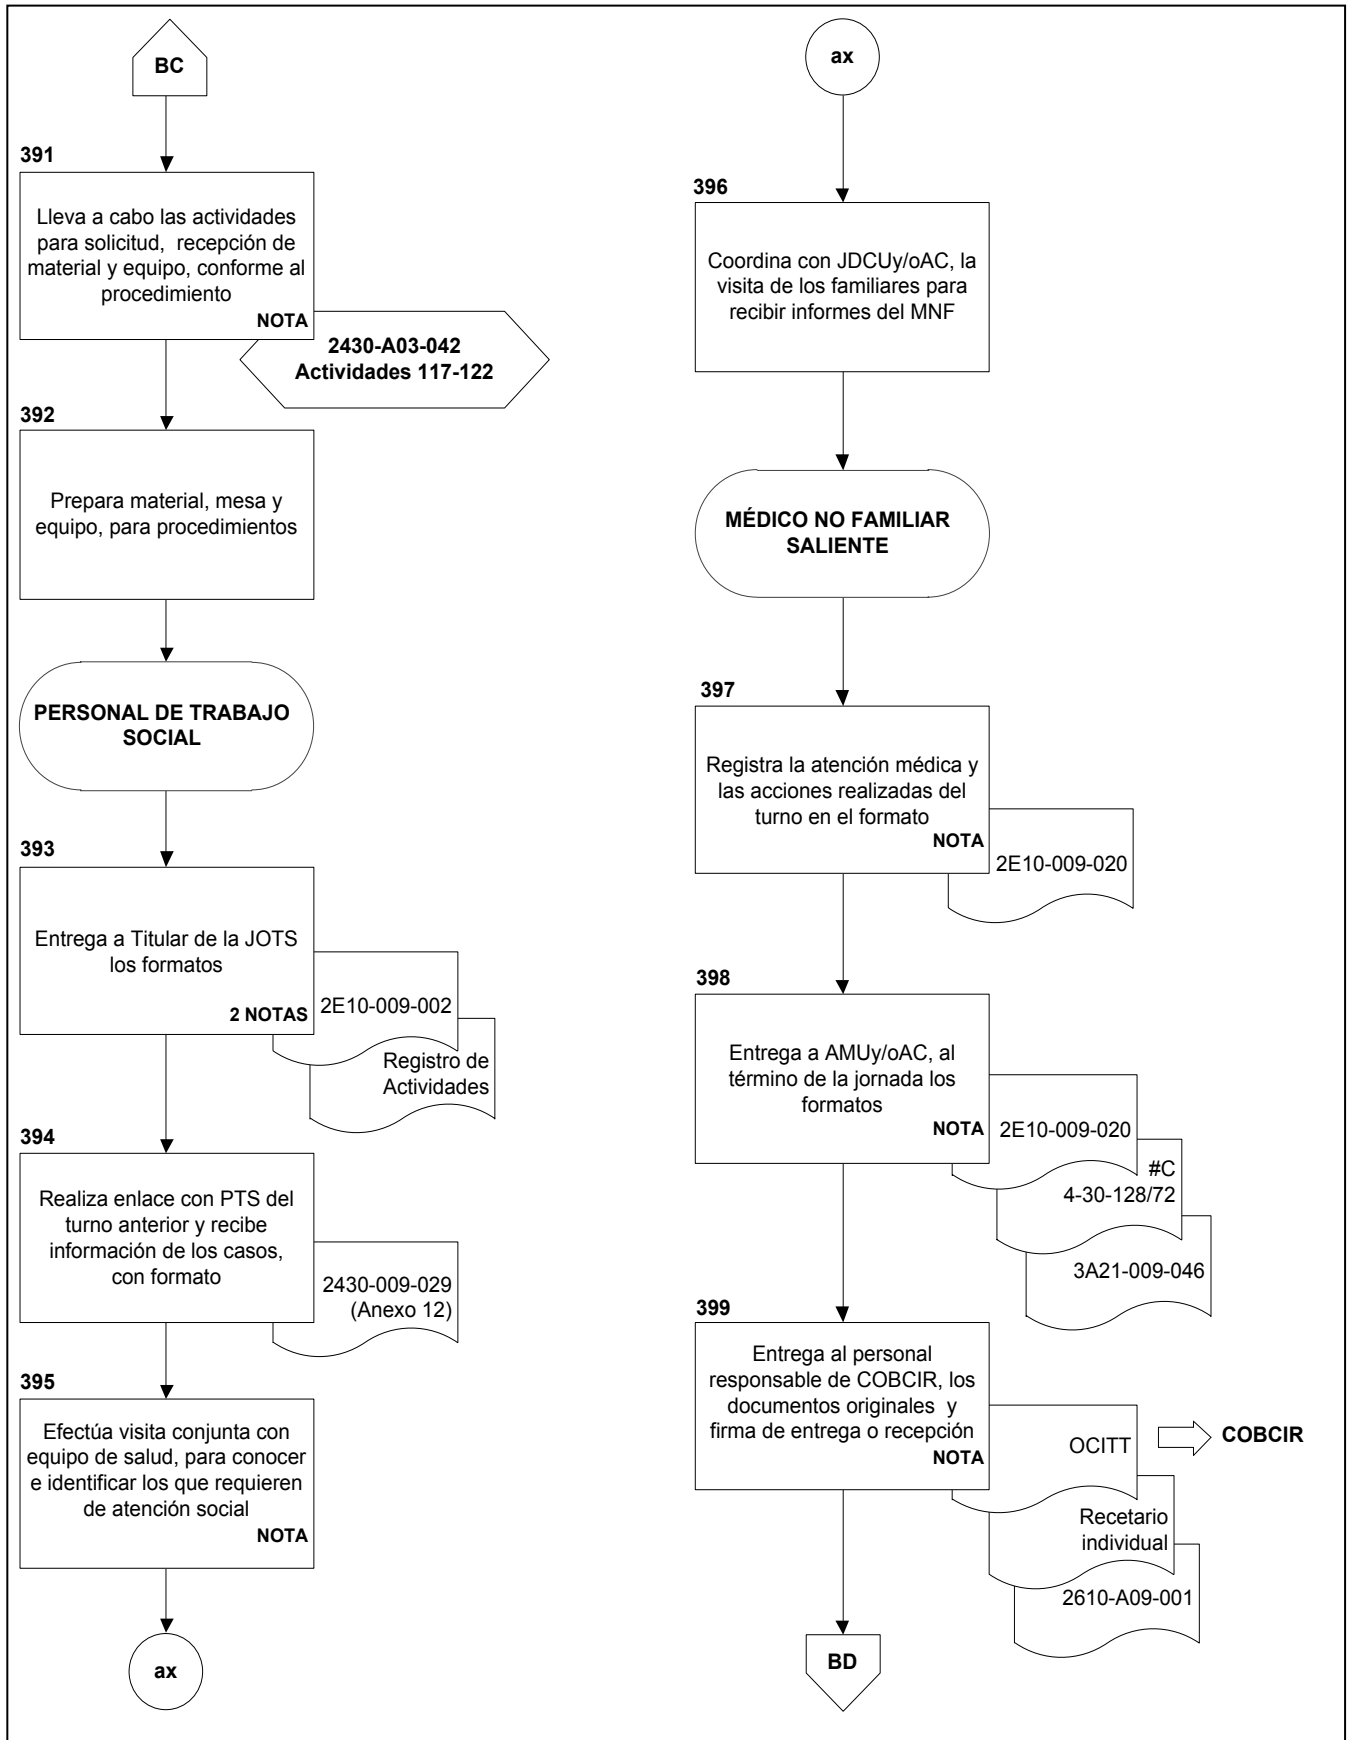 BC
391
Lleva a cabo las actividades
para solicitud, recepción de
material y equipo, conforme al
procedimiento
NOTA
2430-A03-042
Actividades 117-122
392
Prepara material, mesa y
equipo, para procedimientos
PERSONAL DE TRABAJO
SOCIAL
393
Entrega a Titular de la JOTS
los formatos
2 NOTAS
2E10-009-002
Registro de
Actividades
394
Realiza enlace con PTS del
turno anterior y recibe
información de los casos,
con formato
2430-009-029
(Anexo 12)
395
Efectúa visita conjunta con
equipo de salud, para conocer
e identificar los que requieren
de atención social
NOTA
ax
ax
396
Coordina con JDCUy/oAC, la
visita de los familiares para
recibir informes del MNF
MÉDICO NO FAMILIAR
SALIENTE
397
Registra la atención médica y
las acciones realizadas del
turno en el formato
NOTA
2E10-009-020
398
Entrega a AMUy/oAC, al
término de la jornada los
formatos
NOTA
2E10-009-020
#C
4-30-128/72
3A21-009-046
399
Entrega al personal
responsable de COBCIR, los
documentos originales y
firma de entrega o recepción
NOTA
OCITT
COBCIR
Recetario
individual
2610-A09-001
BD